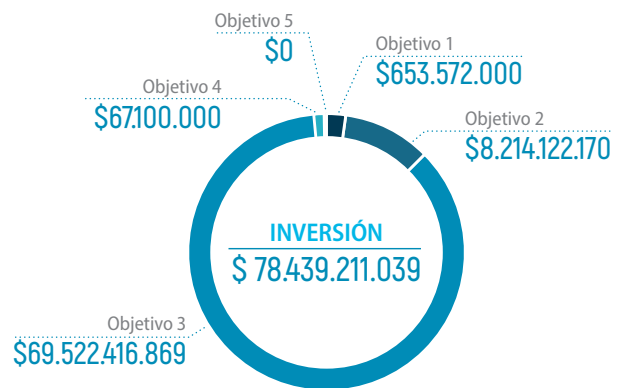 Objetivo 5
$0
Objetivo 1
$653.572.000
Objetivo 4
$67.100.000
Objetivo 2
$8.214.122.170
INVERSIÓN
$ 78.439.211.039
Objetivo 3
$69.522.416.869